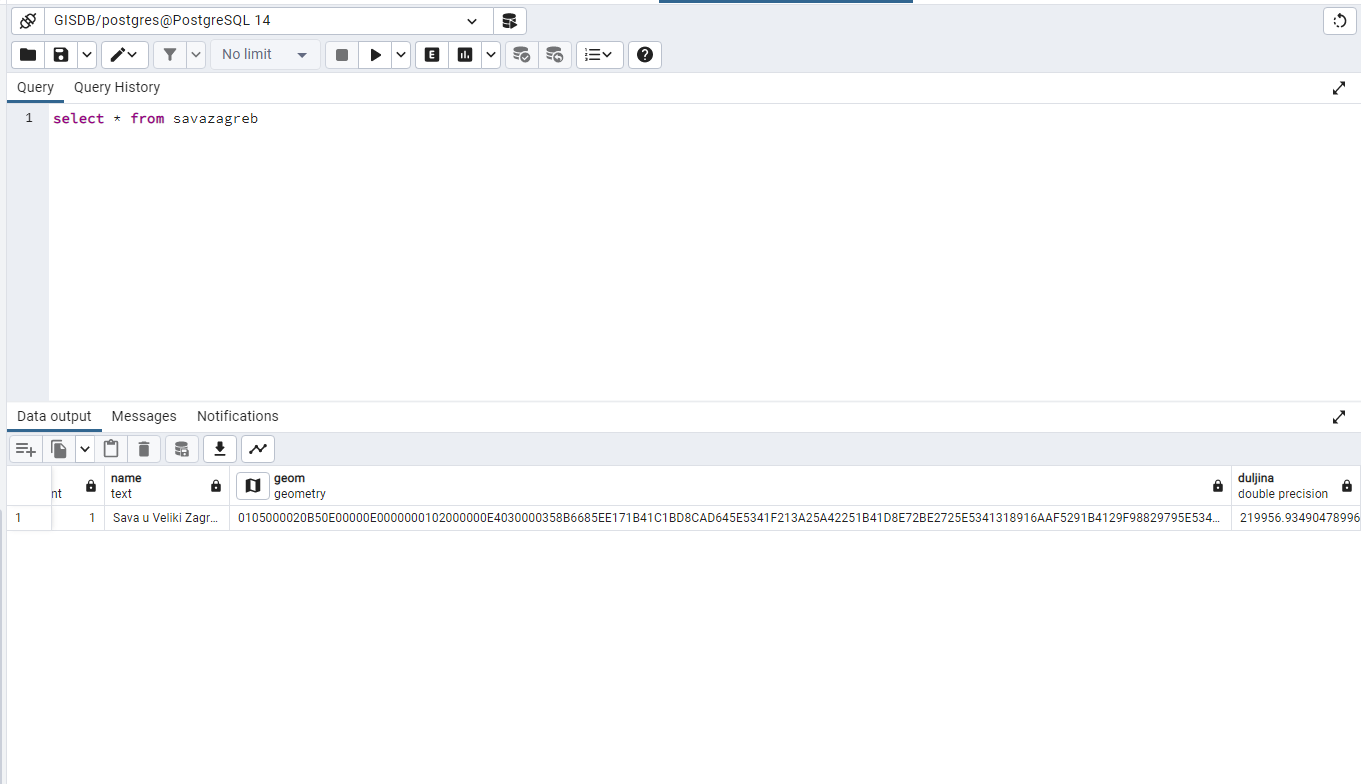 GISDB/postgres@PostgreSQL 14
No limit
E
Query Query History
1 select * from savazagreb
Data output Messages Notifications
name geom duljina
nt text geometry double precision
1 1 Sava u Veliki Zagr... 0105000020B50E00000E0000000102000000E4030000358B6685EE171B41C1BD8CAD645E5341F213A25A42251B41D8E72BE2725E5341318916AAF5291B4129F98829795E534... 219956.93490478996